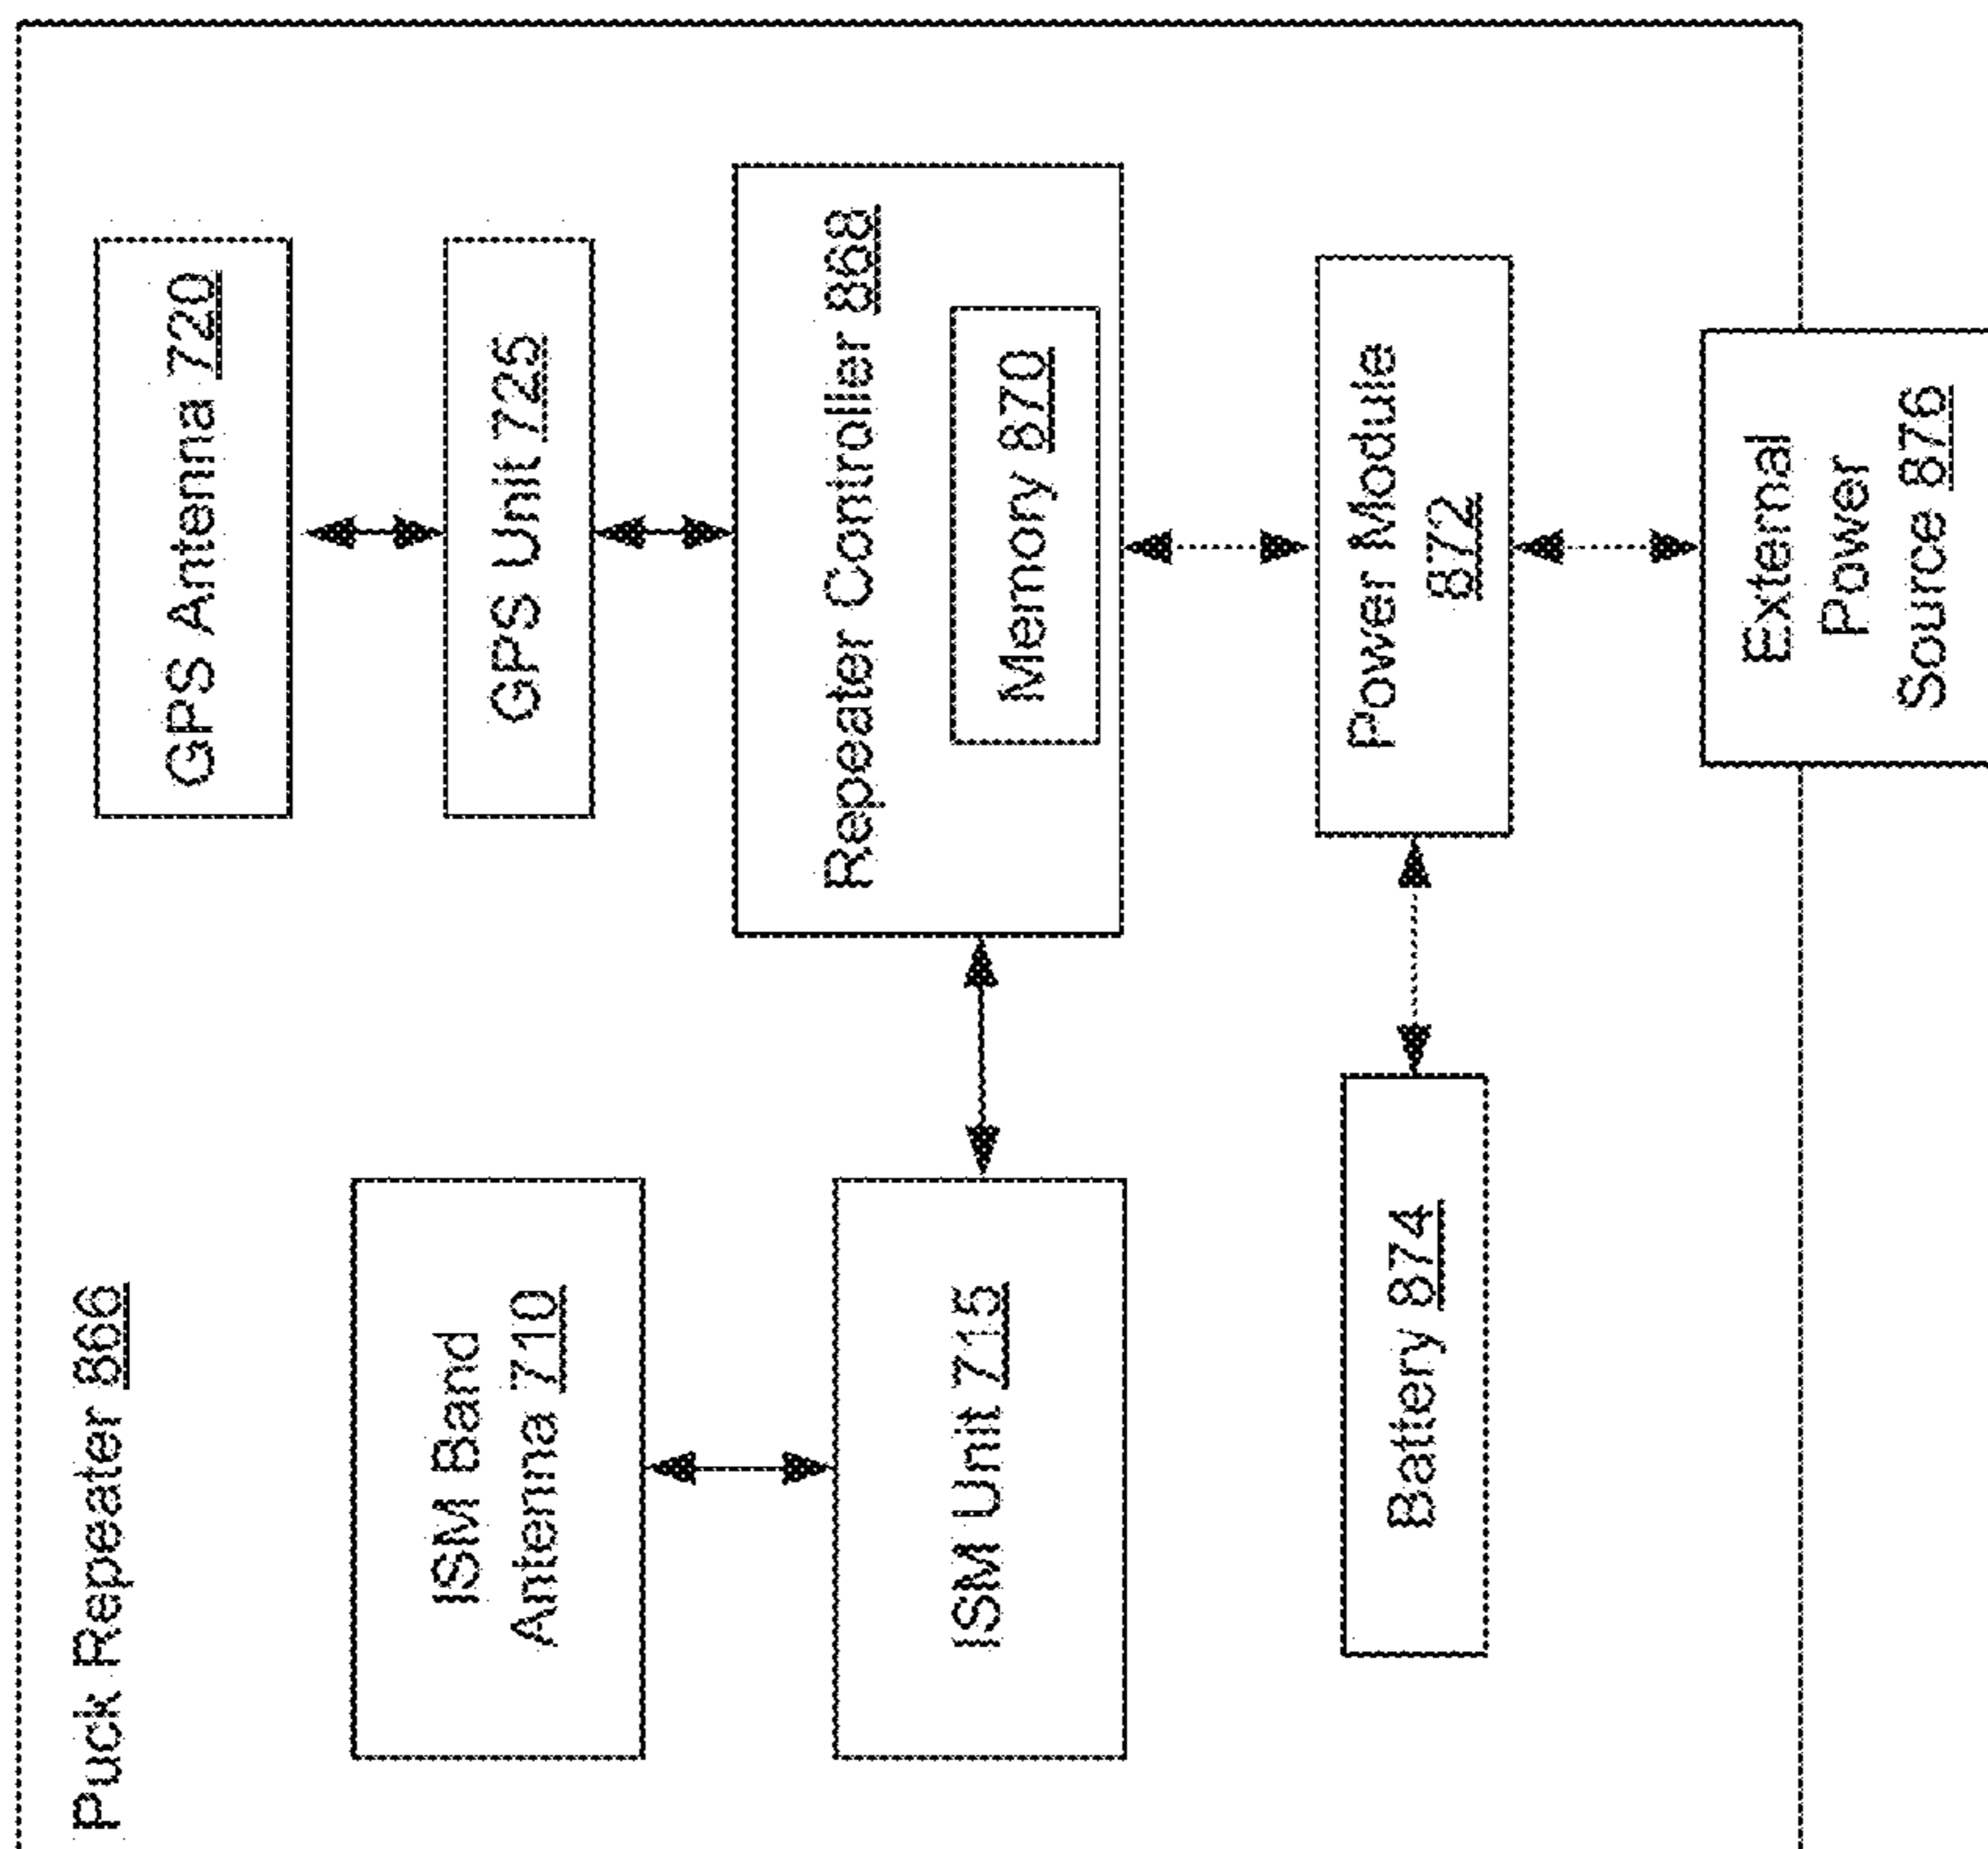 Puck Repeater 866
ISM Band
Antenna 710
GPS Antenna 720
GPS Unit 725
ISM Unit 715
Repeater Controller 868
Memory 870
Battery 874
Power Module
872
External
Power
Source 876